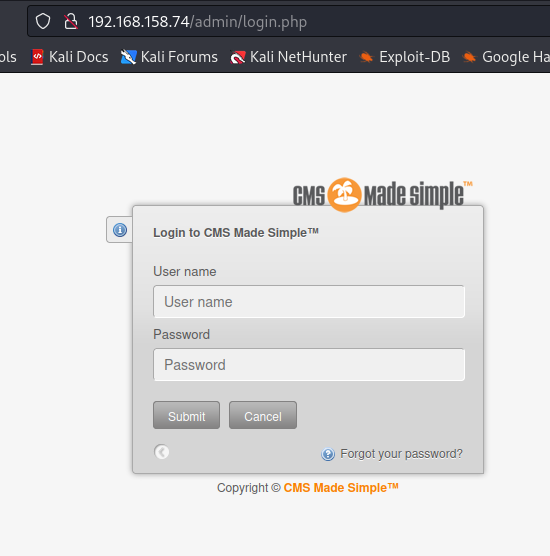 192.168.158.74/admin/login.php
ols Kali Docs Kali Forums Kali NetHunter Exploit-DB Google Ha
CMS made simple™
Login to CMS Made Simple™
User name
User name
Password
Password
Submit Cancel
Forgot your password?
Copyright © CMS Made Simple™